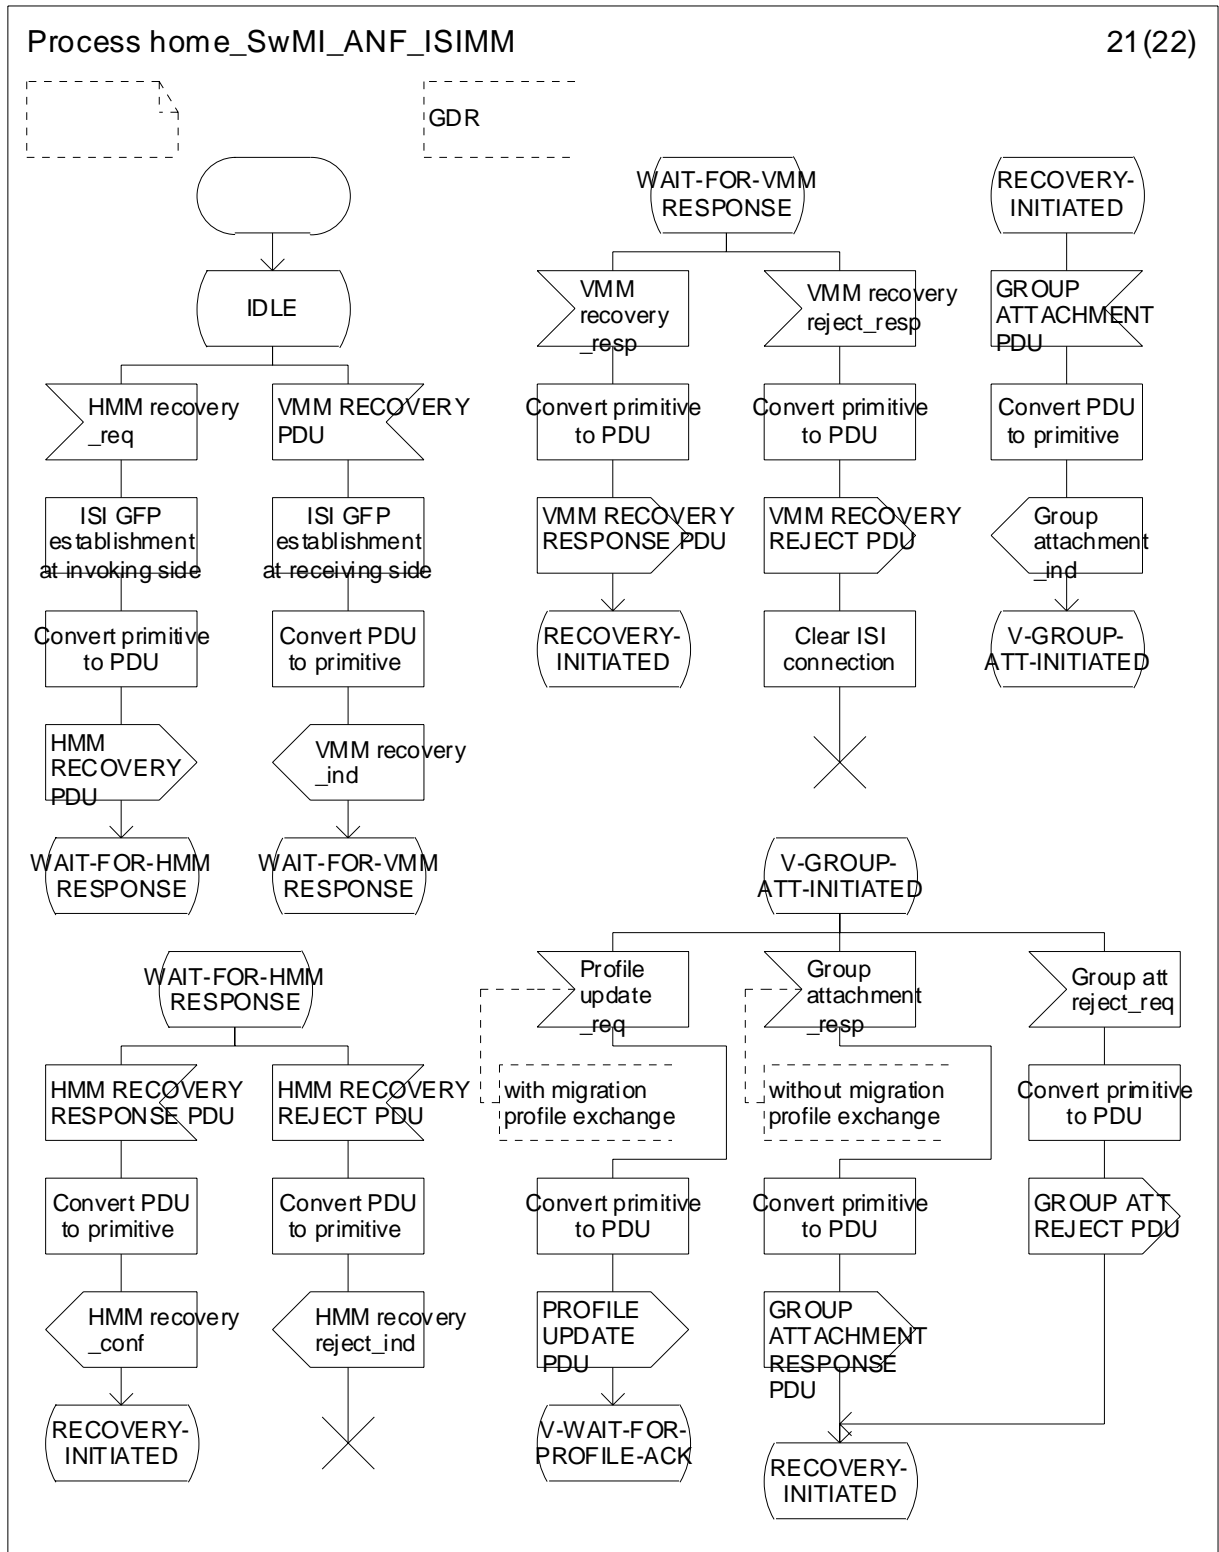 Process home_SwMI_ANF_ISIMM
21(22)
GDR
IDLE
HMM recovery
_req
VMM RECOVERY
PDU
ISI GFP
establishment
at invoking side
ISI GFP
establishment
at receiving side
Convert primitive
to PDU
Convert PDU
to primitive
HMM
RECOVERY
PDU
VMM recovery
_ind
WAIT-FOR-HMM
RESPONSE
WAIT-FOR-VMM
RESPONSE
WAIT-FOR-VMM
RESPONSE
VMM
recovery
_resp
VMM recovery
reject_resp
Convert primitive
to PDU
Convert primitive
to PDU
VMM RECOVERY
RESPONSE PDU
VMM RECOVERY
REJECT PDU
RECOVERY-
INITIATED
Clear ISI
connection
RECOVERY-
INITIATED
GROUP
ATTACHMENT
PDU
Convert PDU
to primitive
Group
attachment
_ind
V-GROUP-
ATT-INITIATED
WAIT-FOR-HMM
RESPONSE
HMM RECOVERY
RESPONSE PDU
HMM RECOVERY
REJECT PDU
Convert PDU
to primitive
Convert PDU
to primitive
HMM recovery
_conf
HMM recovery
reject_ind
RECOVERY-
INITIATED
V-GROUP-
ATT-INITIATED
Profile
update
_req
Group
attachment
_resp
Group att
reject_req
with migration
profile exchange
without migration
profile exchange
Convert primitive
to PDU
Convert primitive
to PDU
Convert primitive
to PDU
GROUP ATT
REJECT PDU
PROFILE
UPDATE
PDU
GROUP
ATTACHMENT
RESPONSE
PDU
V-WAIT-FOR-
PROFILE-ACK
RECOVERY-
INITIATED